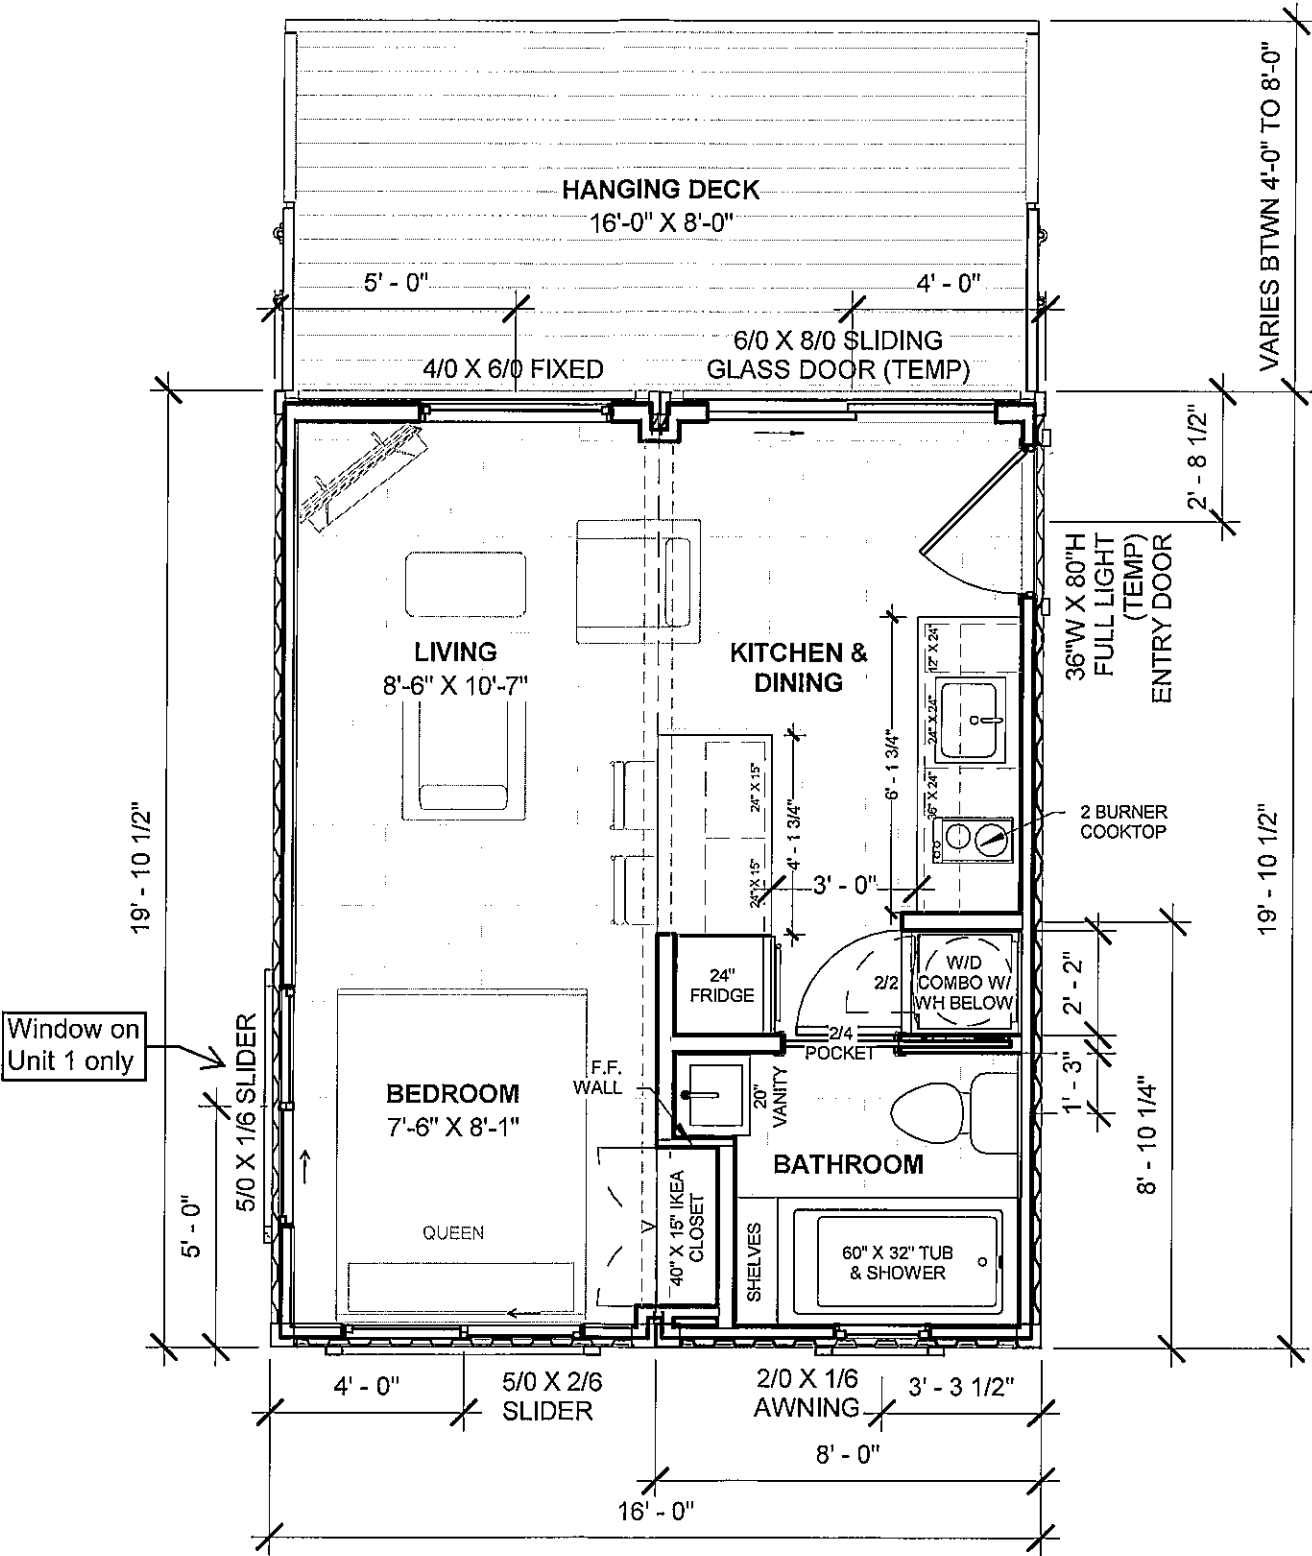 VARIES BTWN 4'-0" TO 8'-0"
HANGING DECK
16'-0" X 8'-0"
5' - 0"
4' - 0"
4/0 X 6/0 FIXED
6/0 X 8/0 SLIDING
GLASS DOOR (TEMP)
2' - 8 1/2"
36"W X 80"H
FULL LIGHT
(TEMP)
ENTRY DOOR
LIVING
8'-6" X 10'-7"
KITCHEN &
DINING
12" X 24"
24" X 24"
36" X 24"
6' - 1 3/4"
24" X 15"
24" X 15"
4' - 1 3/4"
3' - 0"
2 BURNER
COOKTOP
19' - 10 1/2"
19' - 10 1/2"
24"
FRIDGE
2/2
W/D
COMBO W/
WH BELOW
2' - 2"
2/4
POCKET
1' - 3"
8' - 10 1/4"
Window on
Unit 1 only
5/0 X 1/6 SLIDER
5' - 0"
BEDROOM
7'-6" X 8'-1"
F.F.
WALL
20"
VANITY
BATHROOM
QUEEN
40" X 15" IKEA
CLOSET
SHELVES
60" X 32" TUB
& SHOWER
4' - 0"
5/0 X 2/6
SLIDER
2/0 X 1/6
AWNING
3' - 3 1/2"
8' - 0"
16' - 0"